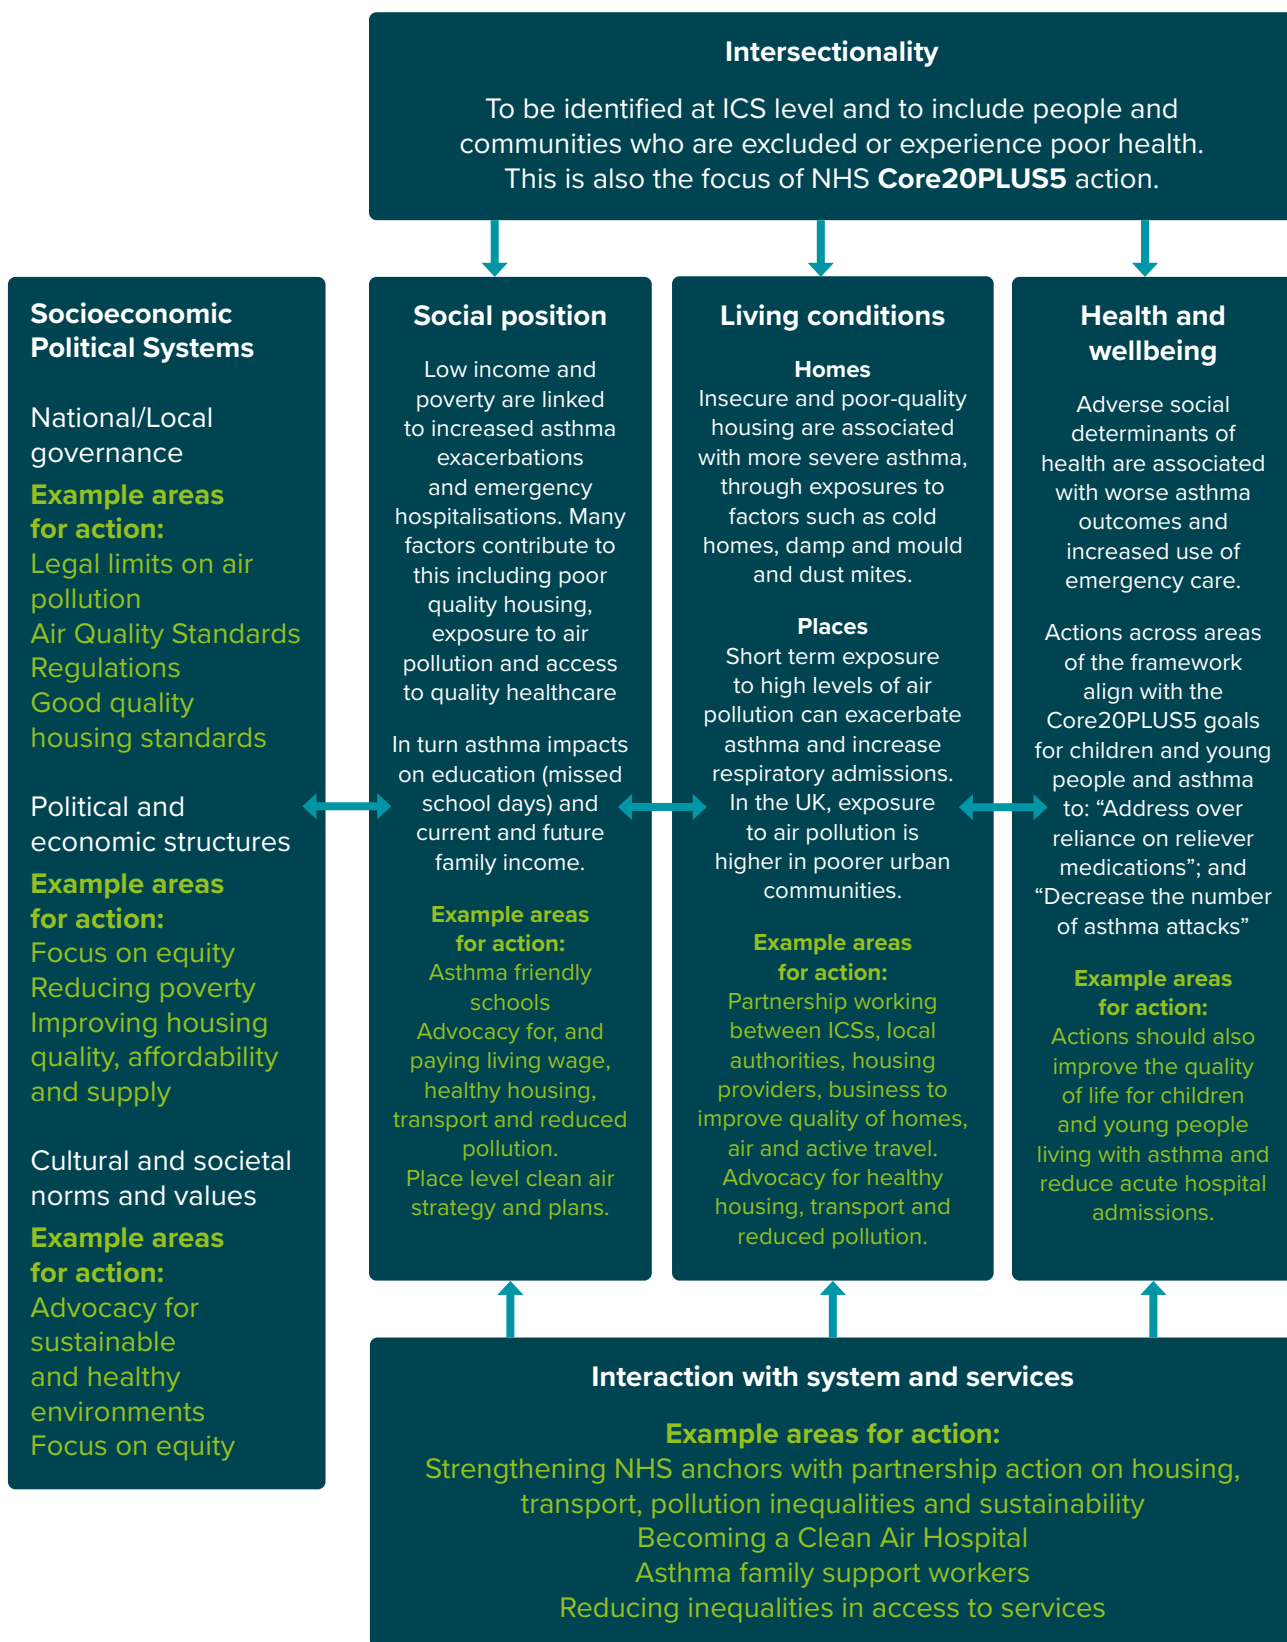 Intersectionality
To be identified at ICS level and to include people and
communities who are excluded or experience poor health.
This is also the focus of NHS Core20PLUS5 action.
Socioeconomic
Political Systems
National/Local
governance
Example areas
for action:
Legal limits on air
pollution
Air Quality Standards
Regulations
Good quality
housing standards
Political and
economic structures
Example areas
for action:
Focus on equity
Reducing poverty
Improving housing
quality, affordability
and supply
Cultural and societal
norms and values
Example areas
for action:
Advocacy for
sustainable
and healthy
environments
Focus on equity
Social position
Low income and
poverty are linked
to increased asthma
exacerbations
and emergency
hospitalisations. Many
factors contribute to
this including poor
quality housing,
exposure to air
pollution and access
to quality healthcare
In turn asthma impacts
on education (missed
school days) and
current and future
family income.
Example areas
for action:
Asthma friendly
schools
Advocacy for, and
paying living wage,
healthy housing,
transport and reduced
pollution.
Place level clean air
strategy and plans.
Living conditions
Homes
Insecure and poor-quality
housing are associated
with more severe asthma,
through exposures to
factors such as cold
homes, damp and mould
and dust mites.
Places
Short term exposure
to high levels of air
pollution can exacerbate
asthma and increase
respiratory admissions.
In the UK, exposure
to air pollution is
higher in poorer urban
communities.
Example areas
for action:
Partnership working
between ICSs, local
authorities, housing
providers, business to
improve quality of homes,
air and active travel.
Advocacy for healthy
housing, transport and
reduced pollution.
Health and
wellbeing
Adverse social
determinants of
health are associated
with worse asthma
outcomes and
increased use of
emergency care.
Actions across areas
of the framework
align with the
Core20PLUS5 goals
for children and young
people and asthma
to: “Address over
reliance on reliever
medications”; and
“Decrease the number
of asthma attacks”
Example areas
for action:
Actions should also
improve the quality
of life for children
and young people
living with asthma and
reduce acute hospital
admissions.
Interaction with system and services
Example areas for action:
Strengthening NHS anchors with partnership action on housing,
transport, pollution inequalities and sustainability
Becoming a Clean Air Hospital
Asthma family support workers
Reducing inequalities in access to services